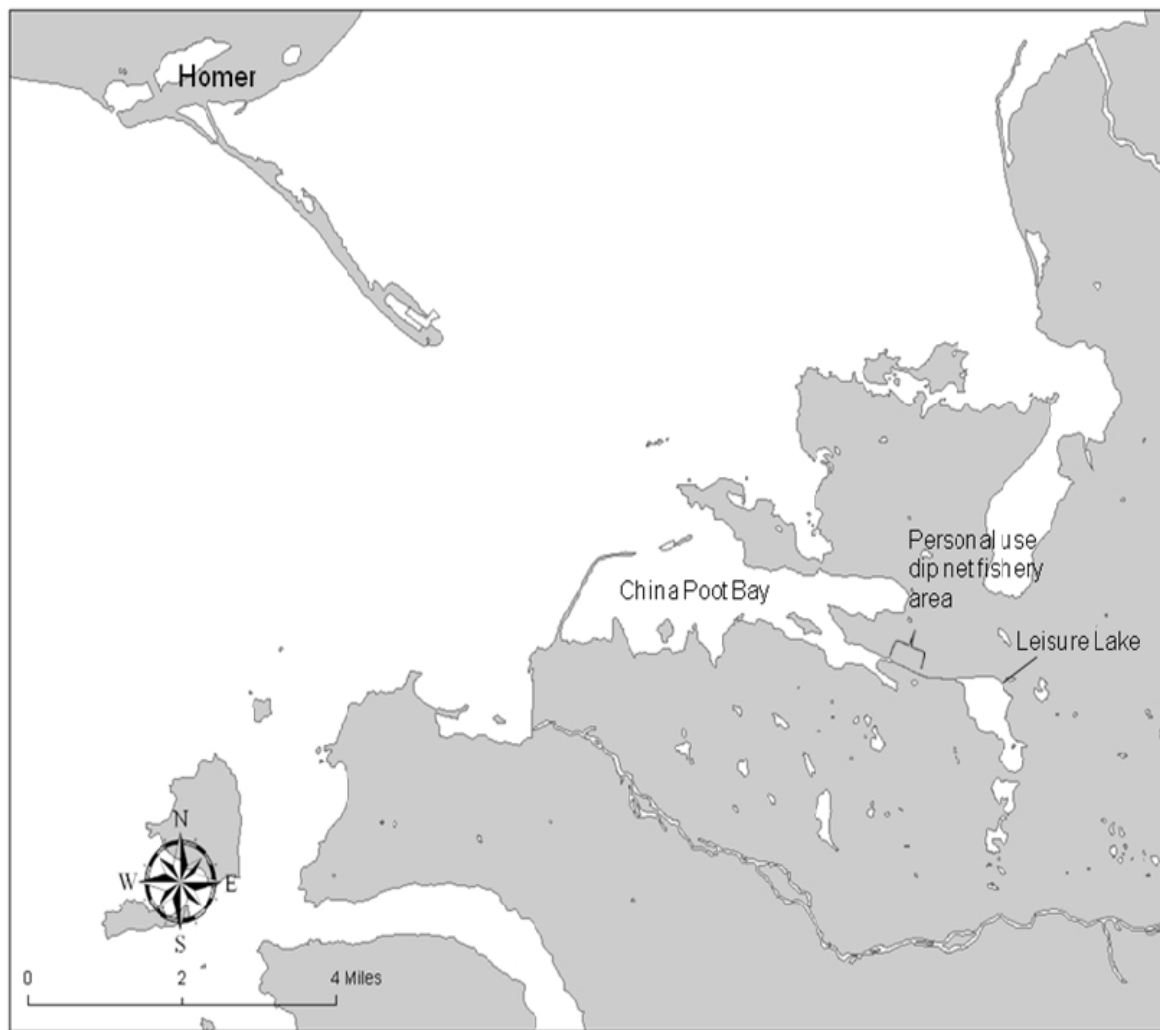 Homer
Personal use
dip net fishery
area
China Poot Bay
Leisure Lake
N
W E
S
0 2 4 Miles